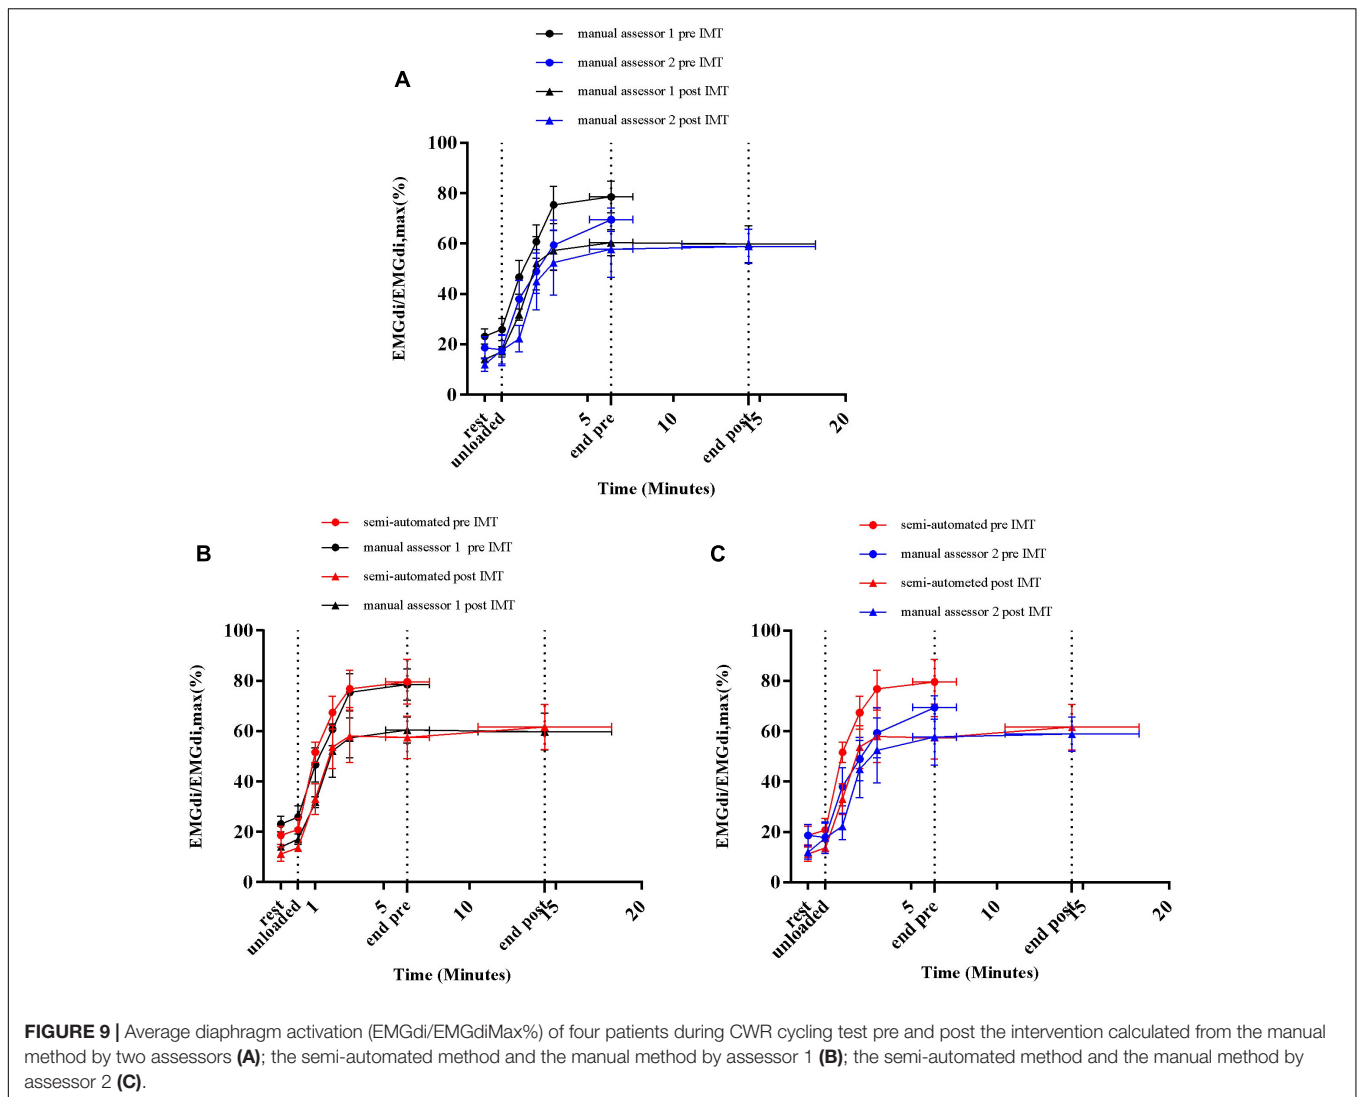 manual assessor 1 pre IMT
manual assessor 2 pre IMT
manual assessor 1 post IMT
manual assessor 2 post IMT
A
EMGdi/EMGdi,max(%)
100
80
60
40
20
0
rest
unloaded
5
end pre
10
end post
15
20
Time (Minutes)
semi-automated pre IMT
manual assessor 1 pre IMT
semi-automated post IMT
manual assessor 1 post IMT
B
EMGdi/EMGdi,max(%)
100
80
60
40
20
0
rest
unloaded
1
5
end pre
10
end post
15
20
Time (Minutes)
semi-automated pre IMT
manual assessor 2 pre IMT
semi-autometed post IMT
manual assessor 2 post IMT
C
EMGdi/EMGdi,max(%)
100
80
60
40
20
0
rest
unloaded
5
end pre
10
end post
15
20
Time (Minutes)
FIGURE 9 | Average diaphragm activation (EMGdi/EMGdiMax%) of four patients during CWR cycling test pre and post the intervention calculated from the manual
method by two assessors (A); the semi-automated method and the manual method by assessor 1 (B); the semi-automated method and the manual method by
assessor 2 (C).